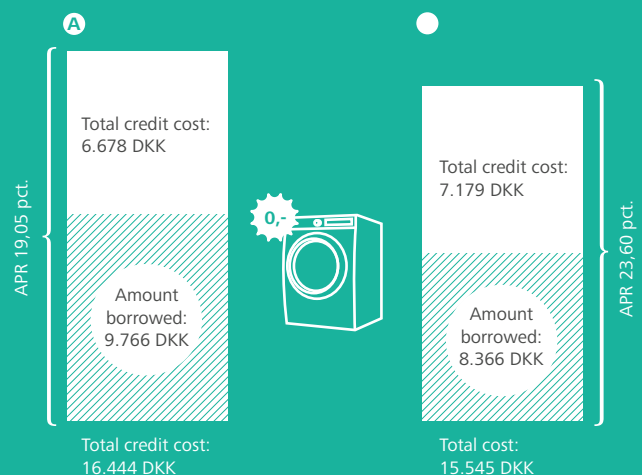 A
APR 19,05 pct.
Total credit cost:
6.678 DKK
Amount
borrowed:
9.766 DKK
Total credit cost:
16.444 DKK
0,-
Total credit cost:
7.179 DKK
Amount
borrowed:
8.366 DKK
Total cost:
15.545 DKK
APR 23,60 pct.